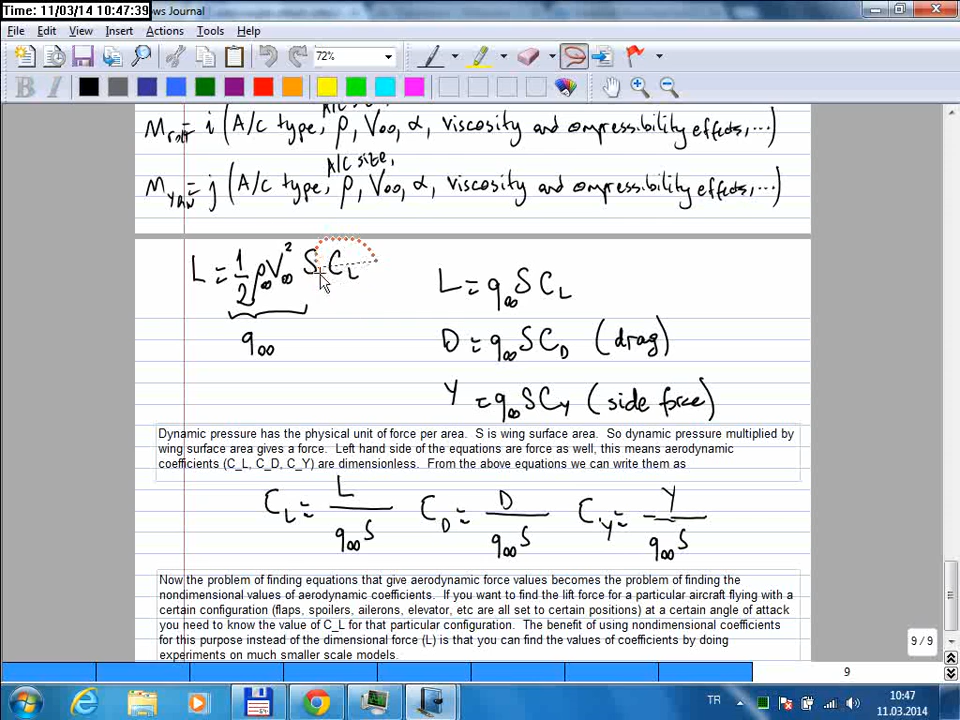 Time: 11/03/14 10:47:39 ows Journal
File Edit View Insert Actions Tools Help
72%
M_roll = i (A/C type, ρ, V∞, α, viscosity and ompressibility effects, ...)
A/C size,
M_yaw = j (A/C type, ρ, V∞, α, viscosity and ompressibility effects, ...)
L = 1/2 ρ∞ V∞² S C_L
q∞
L = q∞ S C_L
D = q∞ S C_D (drag)
Y = q∞ S C_Y (side force)
Dynamic pressure has the physical unit of force per area. S is wing surface area. So dynamic pressure multiplied by
wing surface area gives a force. Left hand side of the equations are force as well, this means aerodynamic
coefficients (C_L, C_D, C_Y) are dimensionless. From the above equations we can write them as
C_L = L / q∞ S C_D = D / q∞ S C_Y = Y / q∞ S
Now the problem of finding equations that give aerodynamic force values becomes the problem of finding the
nondimensional values of aerodynamic coefficients. If you want to find the lift force for a particular aircraft flying with a
certain configuration (flaps, spoilers, ailerons, elevator, etc are all set to certain positions) at a certain angle of attack
you need to know the value of C_L for that particular configuration. The benefit of using nondimensional coefficients
for this purpose instead of the dimensional force (L) is that you can find the values of coefficients by doing
experiments on much smaller scale models.
9 / 9
9
TR 10:47
11.03.2014